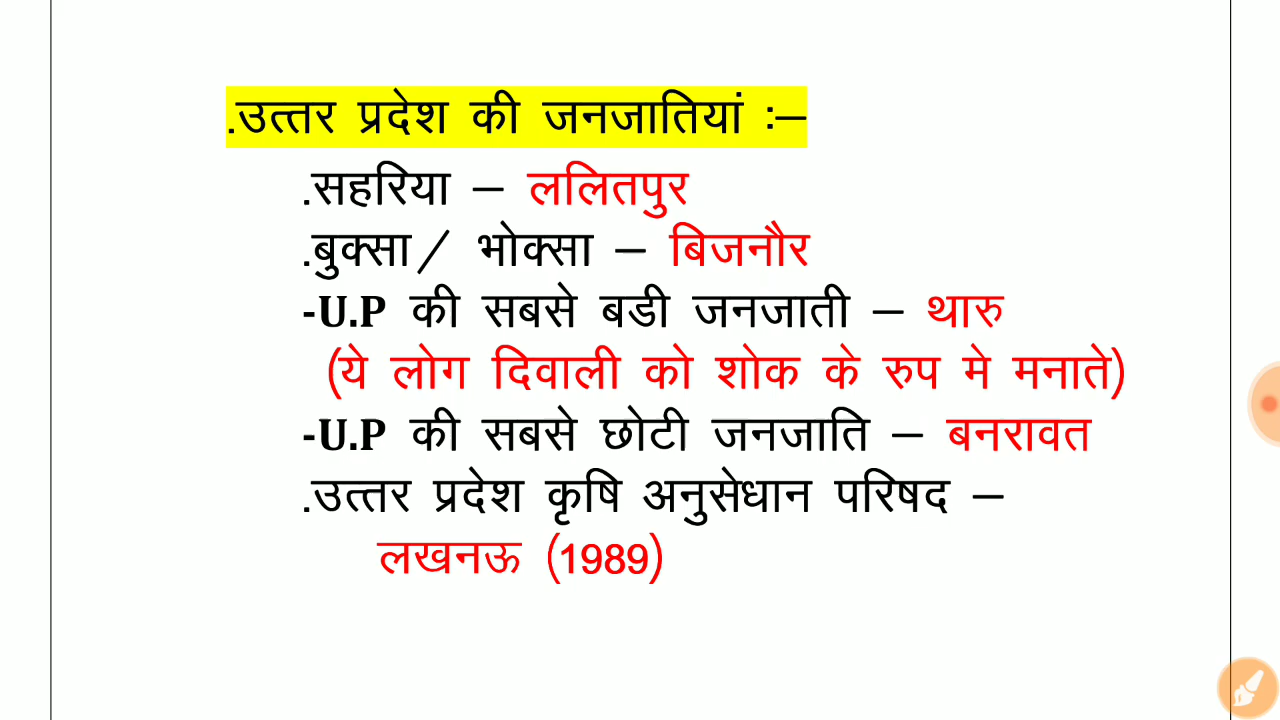 .उत्तर प्रदेश की जनजातियां :–
.सहरिया – ललितपुर
.बुक्सा/ भोक्सा – बिजनौर
-U.P की सबसे बडी जनजाती – थारु
(ये लोग दिवाली को शोक के रुप मे मनाते)
-U.P की सबसे छोटी जनजाति – बनरावत
.उत्तर प्रदेश कृषि अनुसेधान परिषद –
लखनऊ (1989)